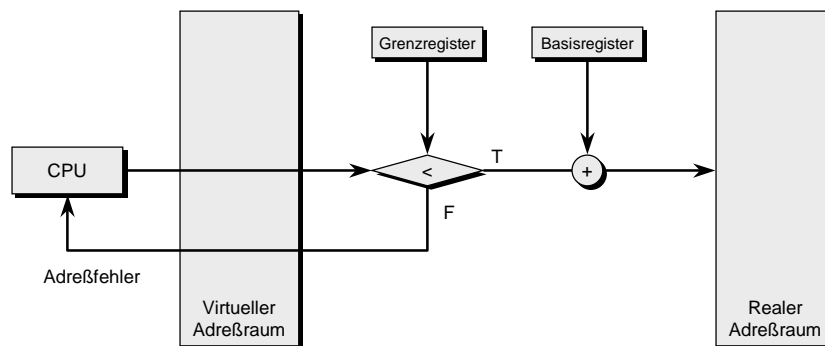 Grenzregister
Basisregister
CPU
<
T
+
F
Adreßfehler
Virtueller
Adreßraum
Realer
Adreßraum